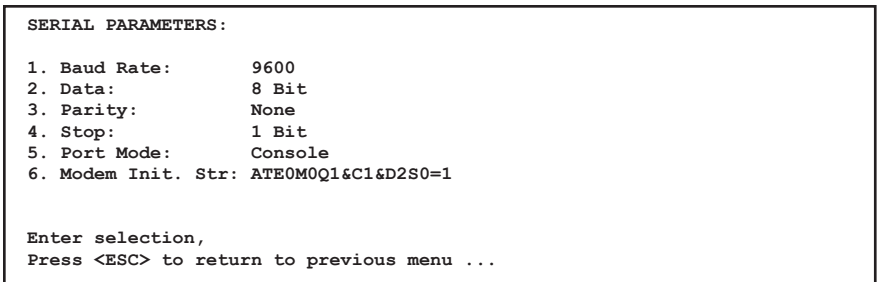 SERIAL PARAMETERS:
1. Baud Rate: 9600
2. Data: 8 Bit
3. Parity: None
4. Stop: 1 Bit
5. Port Mode: Console
6. Modem Init. Str: ATE0M0Q1&C1&D2S0=1
Enter selection,
Press <ESC> to return to previous menu ...